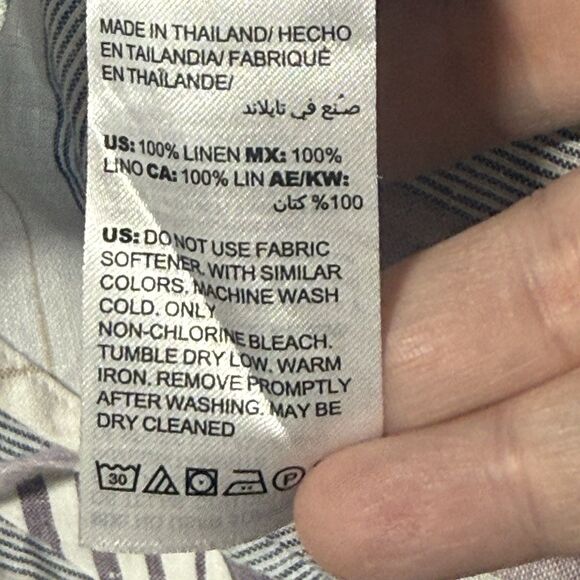 MADE IN THAILAND/ HECHO
EN TAILANDIA/ FABRIQUÉ
EN THAÏLANDE/
صُنع في تايلاند
US: 100% LINEN MX: 100%
LINO CA: 100% LIN AE/KW:
100% كتان
US: DO NOT USE FABRIC
SOFTENER. WITH SIMILAR
COLORS. MACHINE WASH
COLD. ONLY
NON-CHLORINE BLEACH.
TUMBLE DRY LOW. WARM
IRON. REMOVE PROMPTLY
AFTER WASHING. MAY BE
DRY CLEANED
30 P